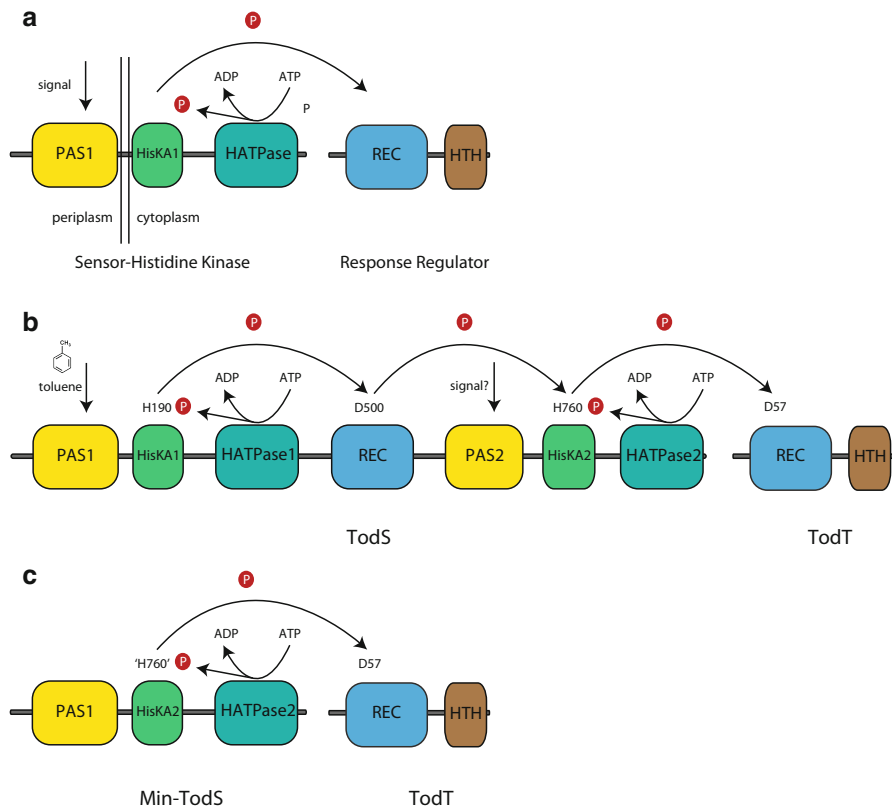 a
P
signal
ADP
ATP
P
P
PAS1
HisKA1
HATPase
REC
HTH
periplasm
cytoplasm
Sensor-Histidine Kinase
Response Regulator
b
P
P
P
CH₃
toluene
ADP
ATP
signal?
ADP
ATP
H190
P
D500
H760
P
D57
PAS1
HisKA1
HATPase1
REC
PAS2
HisKA2
HATPase2
REC
HTH
TodS
TodT
c
P
ADP
ATP
'H760'
P
D57
PAS1
HisKA2
HATPase2
REC
HTH
Min-TodS
TodT